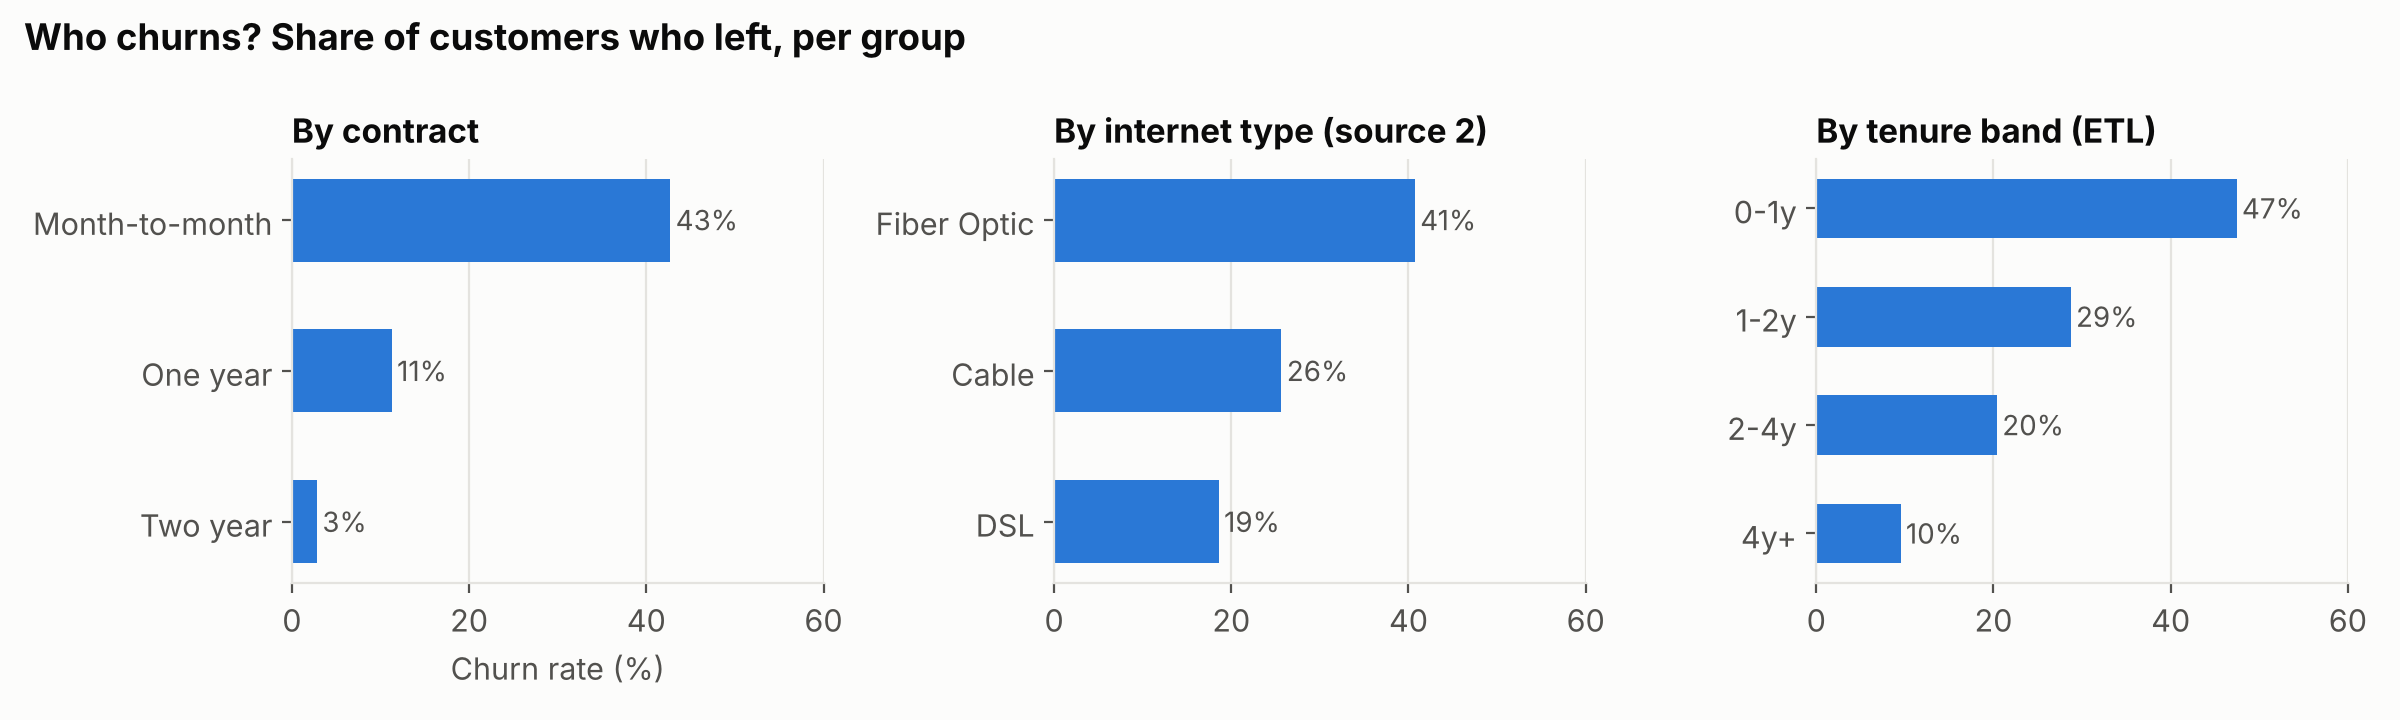 Who churns? Share of customers who left, per group
By contract
Month-to-month
43%
One year
11%
Two year
3%
0
20
40
60
Churn rate (%)
By internet type (source 2)
Fiber Optic
41%
Cable
26%
DSL
19%
0
20
40
60
By tenure band (ETL)
0-1y
47%
1-2y
29%
2-4y
20%
4y+
10%
0
20
40
60